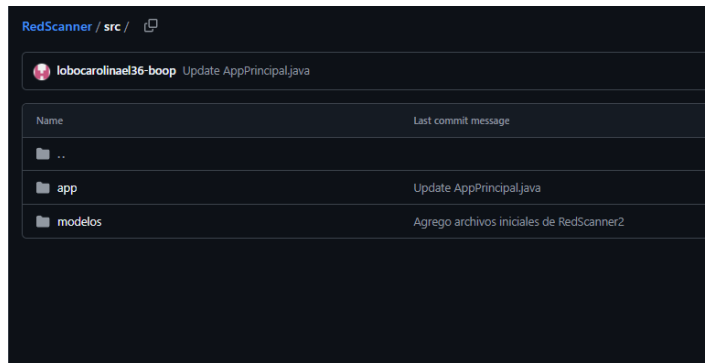 RedScanner / src /
lobocarolinael36-boop Update AppPrincipal.java
Name Last commit message
..
app Update AppPrincipal.java
modelos Agrego archivos iniciales de RedScanner2